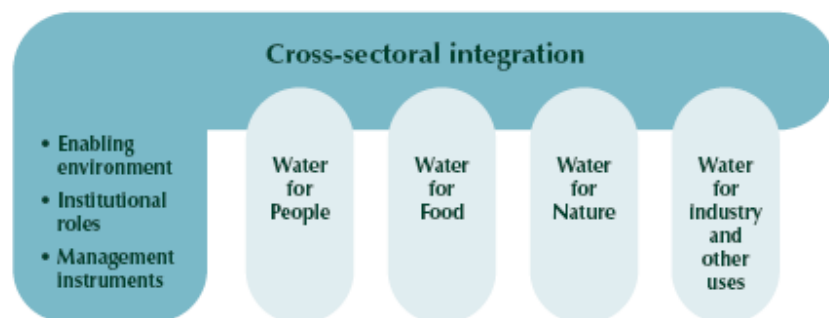 Cross-sectoral integration
• Enabling
environment
• Institutional
roles
• Management
instruments
Water
for
People
Water
for
Food
Water
for
Nature
Water
for
industry
and
other
uses